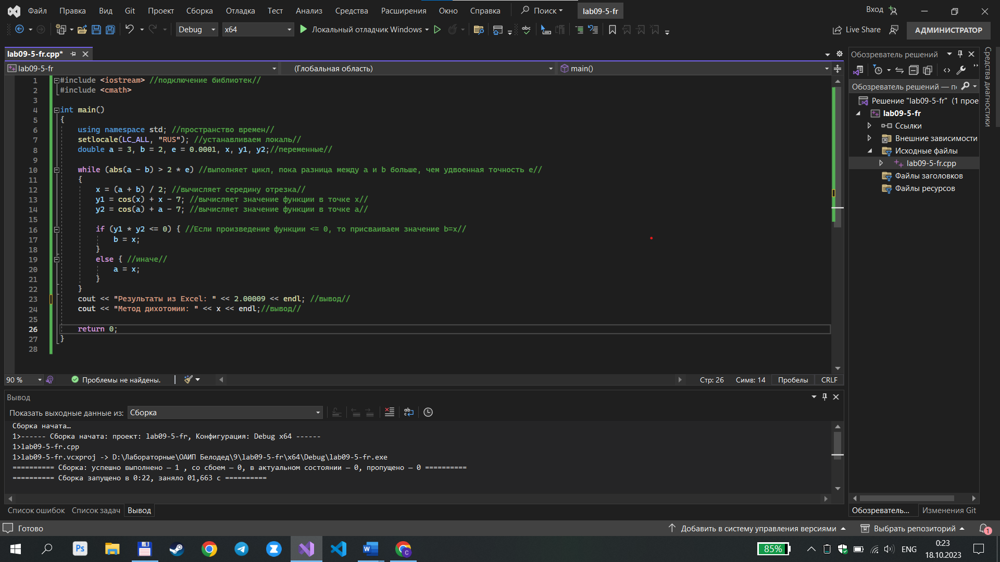 Файл Правка Вид Git Проект Сборка Отладка Тест Анализ Средства Расширения Окно Справка Поиск lab09-5-fr Вход
Debug x64 Локальный отладчик Windows Live Share АДМИНИСТРАТОР
lab09-5-fr.cpp*
lab09-5-fr (Глобальная область) main()
1 #include <iostream> //подключение библиотек//
2 #include <cmath>
3
4 int main()
5 {
6 using namespace std; //пространство времен//
7 setlocale(LC_ALL, "RUS"); //устанавливаем локаль//
8 double a = 3, b = 2, e = 0.0001, x, y1, y2;//переменные//
9
10 while (abs(a - b) > 2 * e) //выполняет цикл, пока разница между a и b больше, чем удвоенная точность e//
11 {
12 x = (a + b) / 2; //вычисляет середину отрезка//
13 y1 = cos(x) + x - 7; //вычисляет значение функции в точке x//
14 y2 = cos(a) + a - 7; //вычисляет значение функции в точке a//
15
16 if (y1 * y2 <= 0) { //Если произведение функции <= 0, то присваиваем значение b=x//
17 b = x;
18 }
19 else { //иначе//
20 a = x;
21 }
22 }
23 cout << "Результаты из Excel: " << 2.00009 << endl; //вывод//
24 cout << "Метод дихотомии: " << x << endl;//вывод//
25
26 return 0;
27 }
28
90 % Проблемы не найдены. Стр: 26 Симв: 14 Пробелы CRLF
Вывод
Показать выходные данные из: Сборка
Сборка начата…
1>------ Сборка начата: проект: lab09-5-fr, Конфигурация: Debug x64 ------
1>lab09-5-fr.cpp
1>lab09-5-fr.vcxproj -> D:\Лабораторные\ОАИП Белодед\9\lab09-5-fr\x64\Debug\lab09-5-fr.exe
========== Сборка: успешно выполнено — 1 , со сбоем — 0, в актуальном состоянии — 0, пропущено — 0 ==========
========== Сборка запущено в 0:22, заняло 01,663 с ==========
Список ошибок Список задач Вывод
Обозреватель решений
Обозреватель решений — п
Решение "lab09-5-fr" (1 прое
lab09-5-fr
Ссылки
Внешние зависимости
Исходные файлы
lab09-5-fr.cpp
Файлы заголовков
Файлы ресурсов
Обозреватель... Изменения Git
Средства диагностики
Готово Добавить в систему управления версиями Выбрать репозиторий 1
Ps W C 85% ENG 0:23
18.10.2023